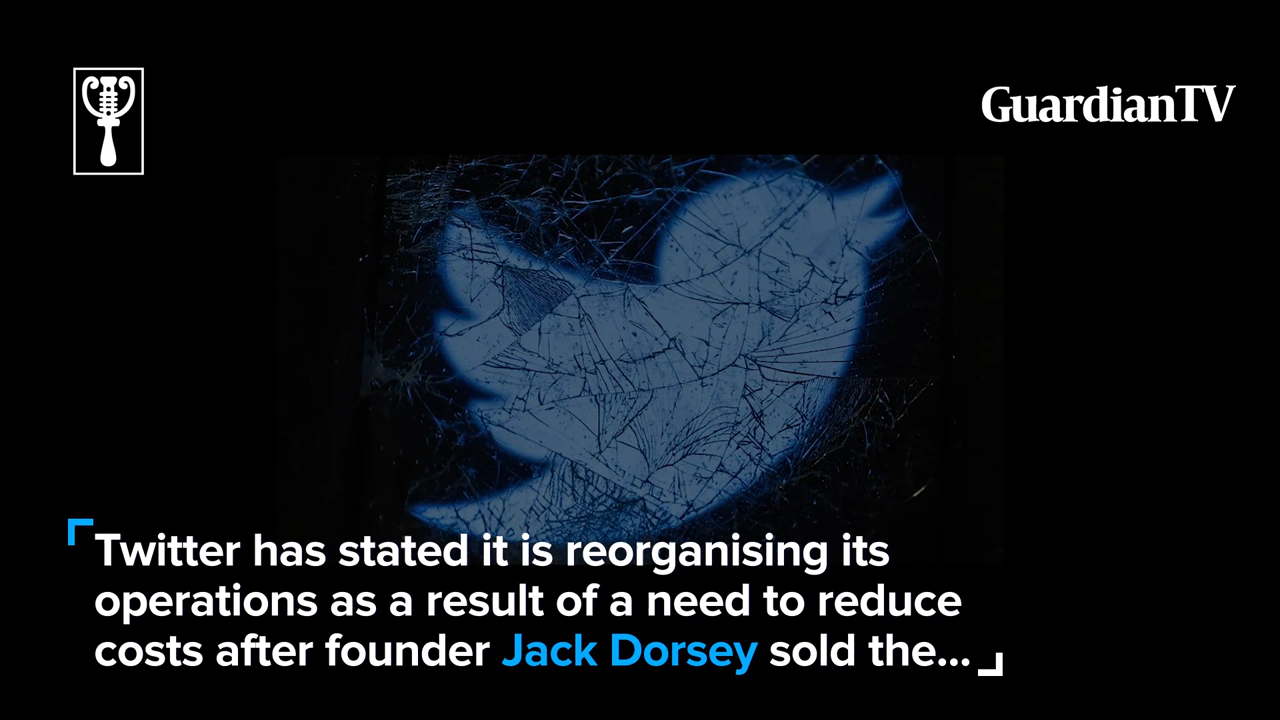 GuardianTV
Twitter has stated it is reorganising its
operations as a result of a need to reduce
costs after founder Jack Dorsey sold the...